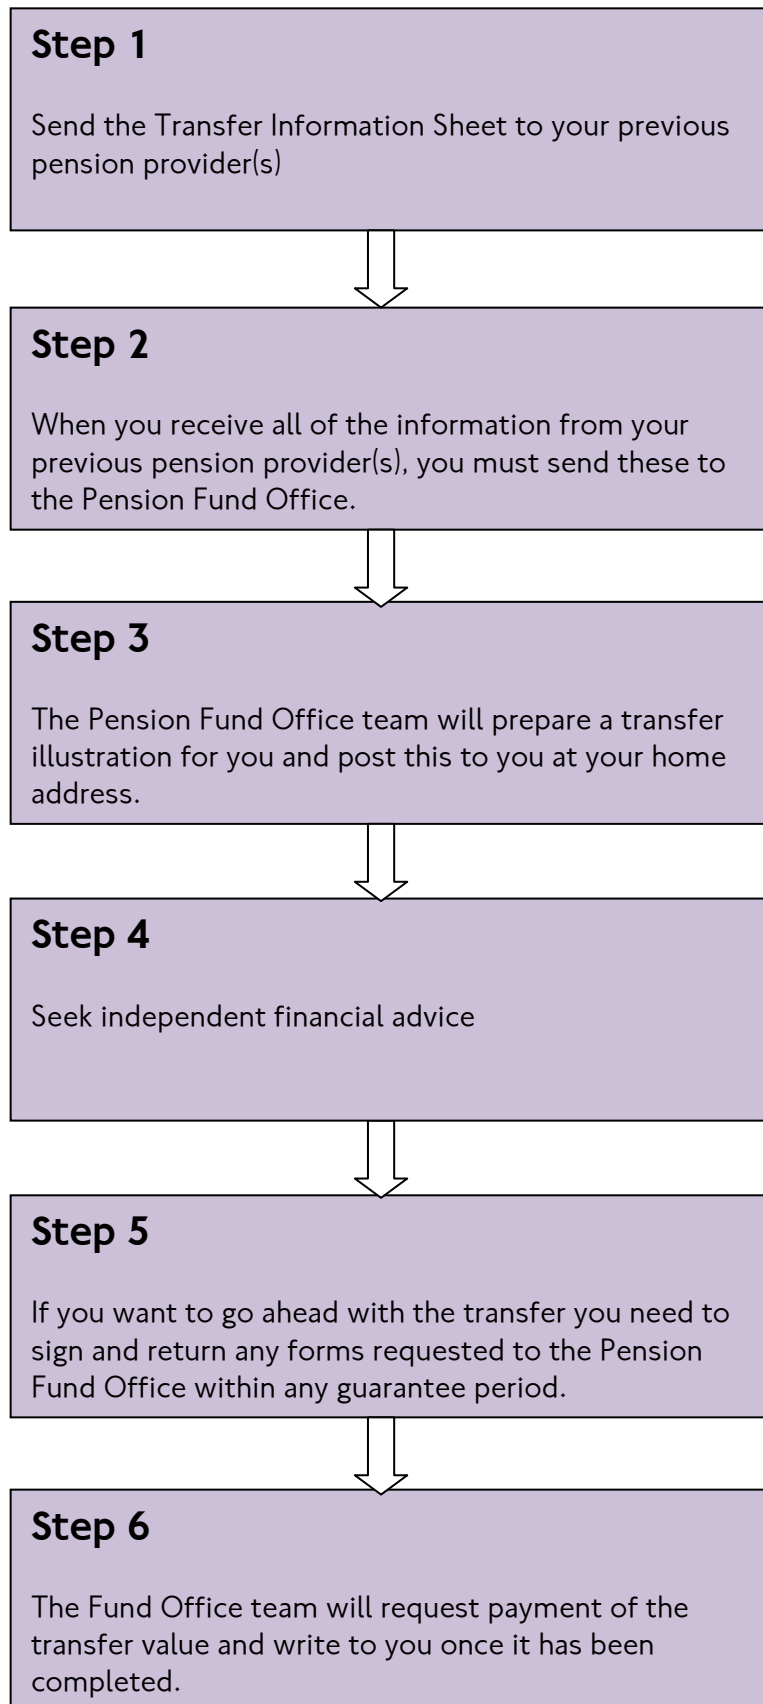 Step 1
Send the Transfer Information Sheet to your previous
pension provider(s)
Step 2
When you receive all of the information from your
previous pension provider(s), you must send these to
the Pension Fund Office.
Step 3
The Pension Fund Office team will prepare a transfer
illustration for you and post this to you at your home
address.
Step 4
Seek independent financial advice
Step 5
If you want to go ahead with the transfer you need to
sign and return any forms requested to the Pension
Fund Office within any guarantee period.
Step 6
The Fund Office team will request payment of the
transfer value and write to you once it has been
completed.